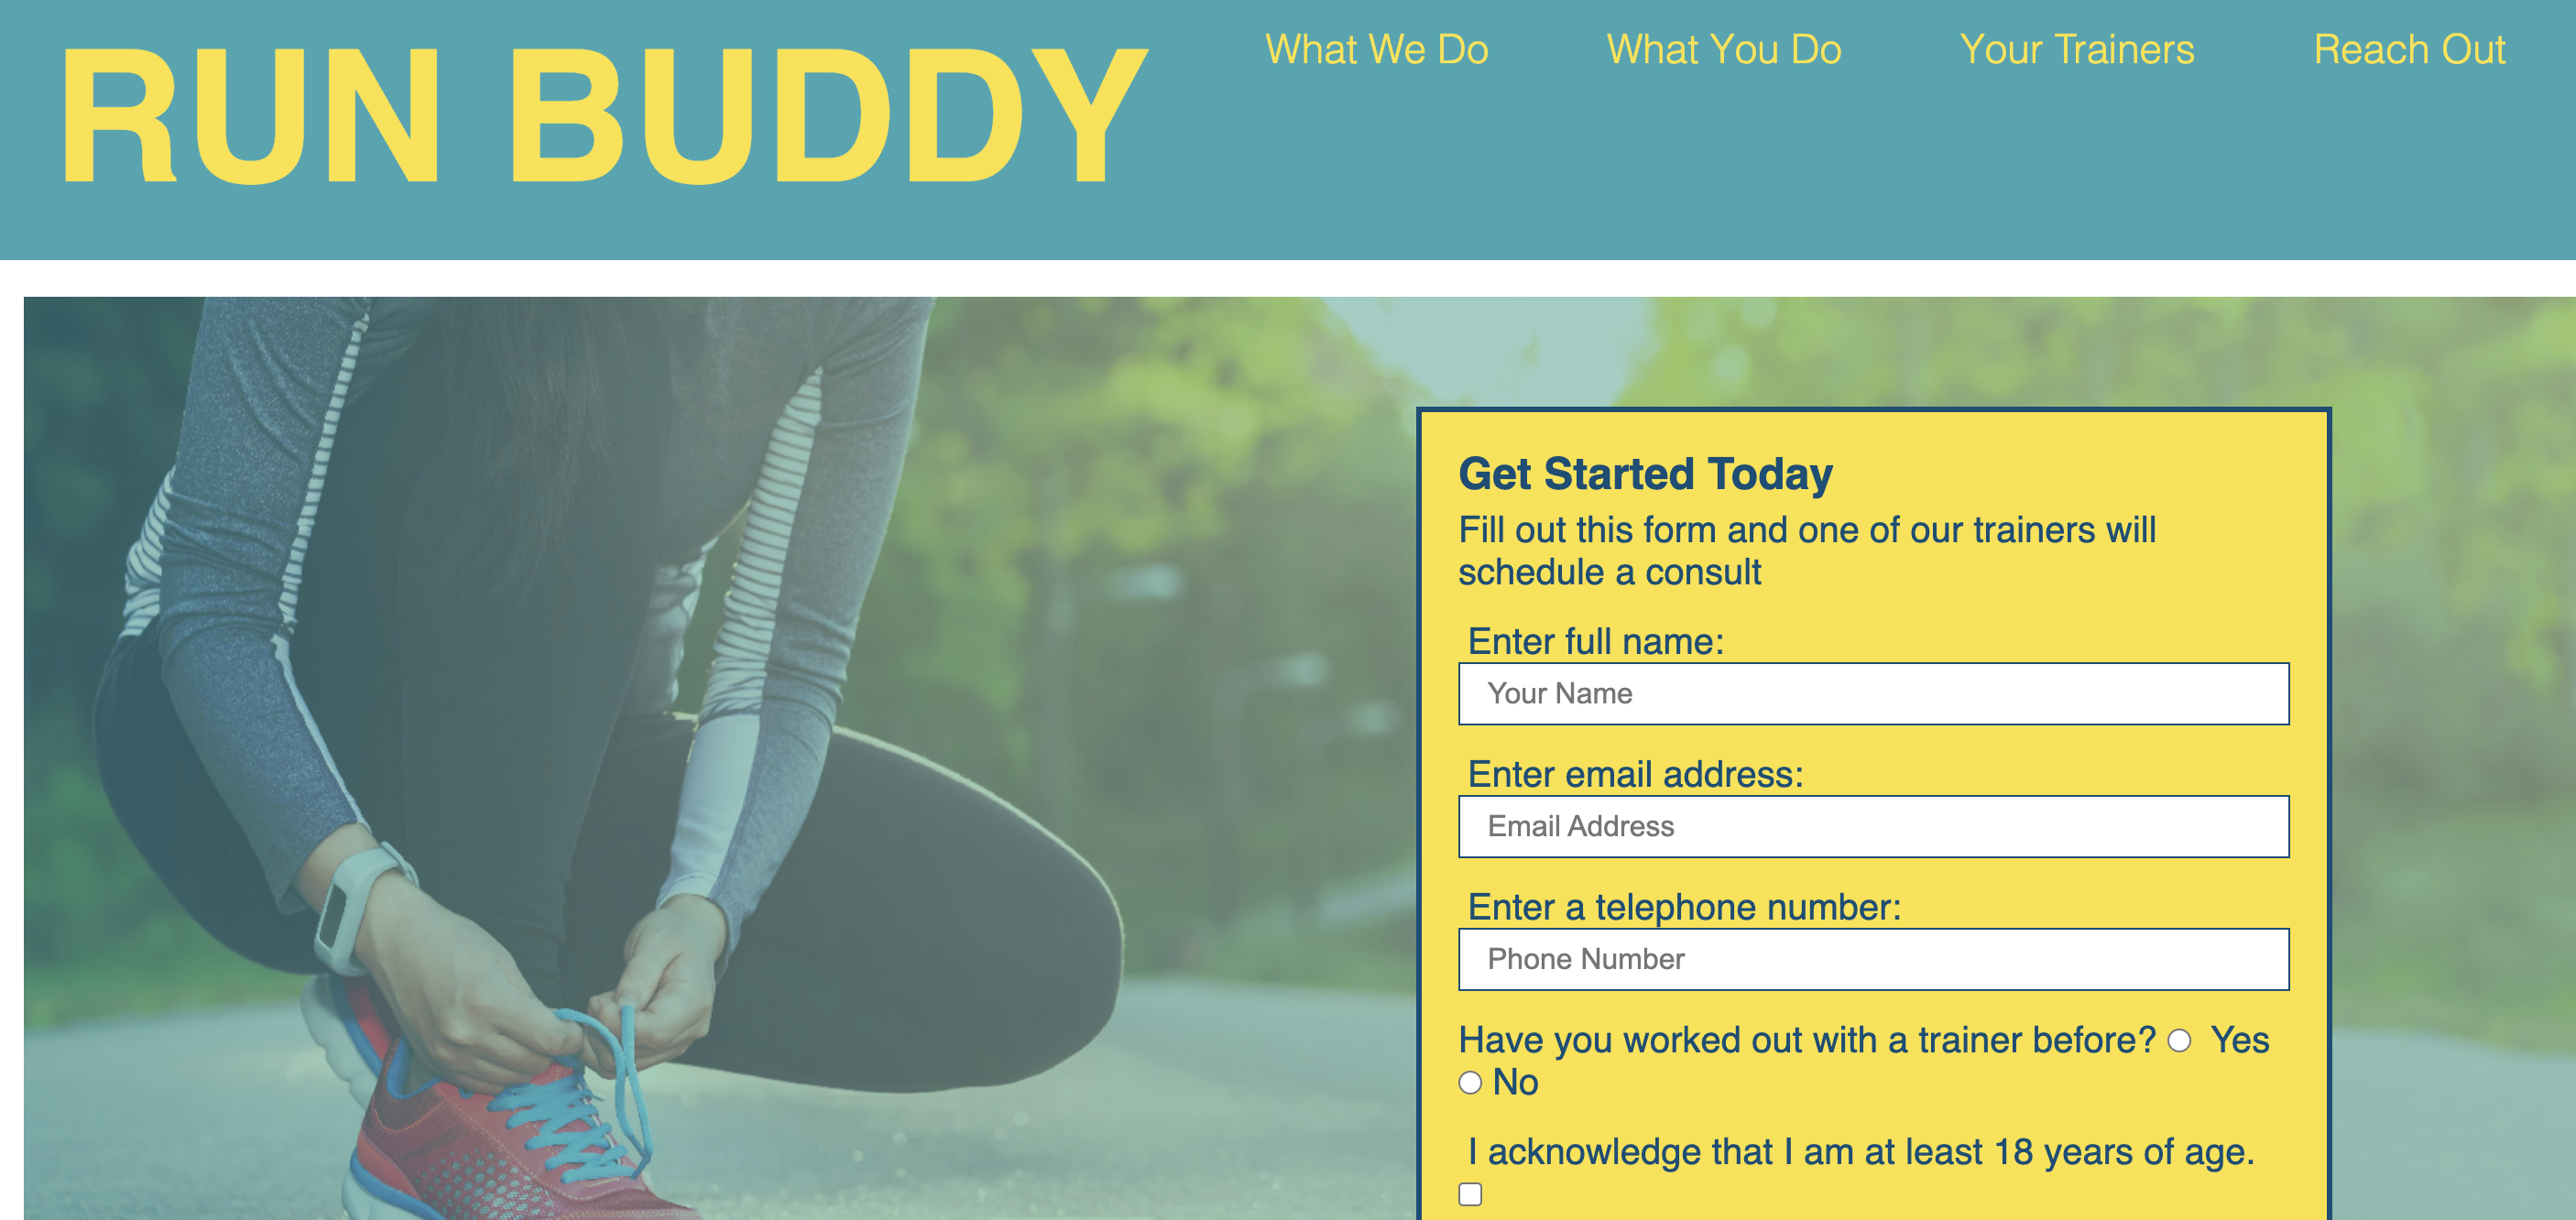 RUN BUDDY
What We Do
What You Do
Your Trainers
Reach Out
Get Started Today
Fill out this form and one of our trainers will
schedule a consult
Enter full name:
Your Name
Enter email address:
Email Address
Enter a telephone number:
Phone Number
Have you worked out with a trainer before? Yes
No
I acknowledge that I am at least 18 years of age.